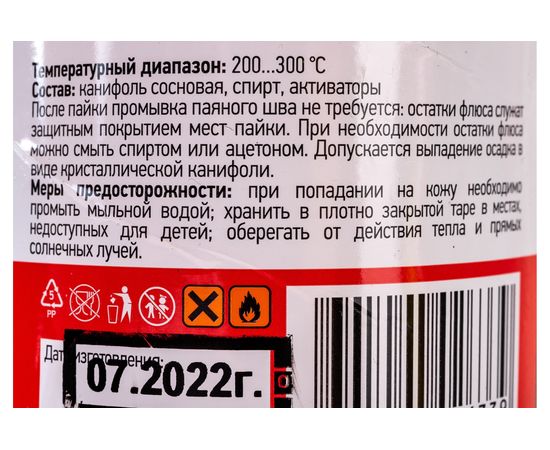 Температурный диапазон: 200...300 °C
Состав: канифоль сосновая, спирт, активаторы
После пайки промывка паяного шва не требуется: остатки флюса служат
защитным покрытием мест пайки. При необходимости остатки флюса
можно смыть спиртом или ацетоном. Допускается выпадение осадка в
виде кристаллической канифоли.
Меры предосторожности: при попадании на кожу необходимо
промыть мыльной водой; хранить в плотно закрытой таре в местах,
недоступных для детей; оберегать от действия тепла и прямых
солнечных лучей.
5
PP
Дата изготовления:
07.2022г.